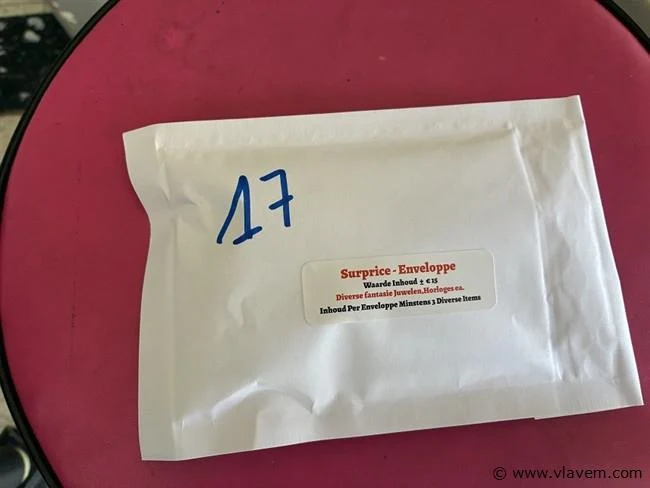 17
Surprice - Enveloppe
Waarde Inhoud ± € 15
Diverse fantasie Juwelen,Horloges ea.
Inhoud Per Enveloppe Minstens 3 Diverse Items
© www.vlavem.com